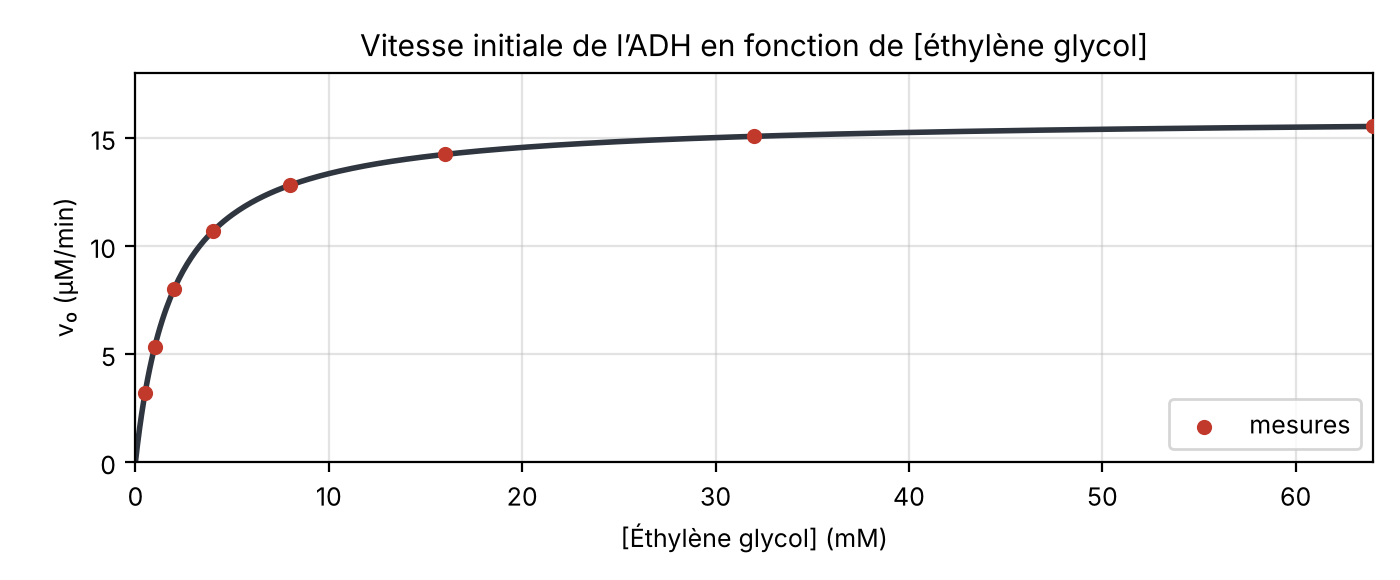 Vitesse initiale de l’ADH en fonction de [éthylène glycol]
v₀ (µM/min)
15
10
5
0
mesures
0 10 20 30 40 50 60
[Éthylène glycol] (mM)